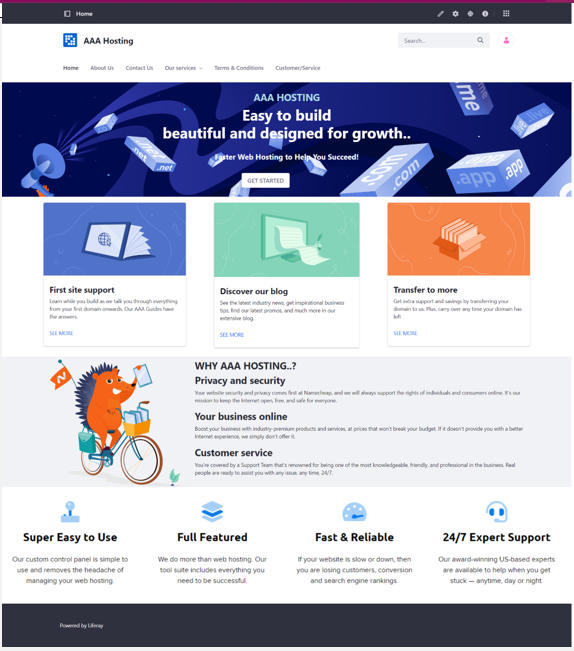 Home
AAA Hosting
Search...
Home About Us Contact Us Our services Terms & Conditions Customer/Service
AAA HOSTING
Easy to build
beautiful and designed for growth..
Faster Web Hosting to Help You Succeed!
GET STARTED
.net
.net
.com
.com
me
.app
.app
First site support
Learn while you build as we talk you through everything
from your first domain onwards. Our AAA Guides have
the answers.
SEE MORE
Discover our blog
See the latest industry news, get inspirational business
tips, find our latest promos, and much more in our
extensive blog.
SEE MORE
Transfer to more
Get extra support and savings by transferring your
domain to us. Plus, carry over any time your domain has
left
SEE MORE
N
WHY AAA HOSTING..?
Privacy and security
Your website security and privacy comes first at Namecheap, and we will always support the rights of individuals and consumers online. It's our
mission to keep the Internet open, free, and safe for everyone.
Your business online
Boost your business with industry-premium products and services, at prices that won't break your budget. If it doesn't provide you with a better
Internet experience, we simply don't offer it.
Customer service
You're covered by a Support Team that's renowned for being one of the most knowledgeable, friendly, and professional in the business. Real
people are ready to assist you with any issue, any time, 24/7.
Super Easy to Use
Our custom control panel is simple to
use and removes the headache of
managing your web hosting.
Full Featured
We do more than web hosting. Our
tool suite includes everything you
need to be successful.
Fast & Reliable
If your website is slow or down, then
you are losing customers, conversion
and search engine rankings.
24/7 Expert Support
Our award-winning US-based experts
are available to help when you get
stuck — anytime, day or night.
Powered by Liferay